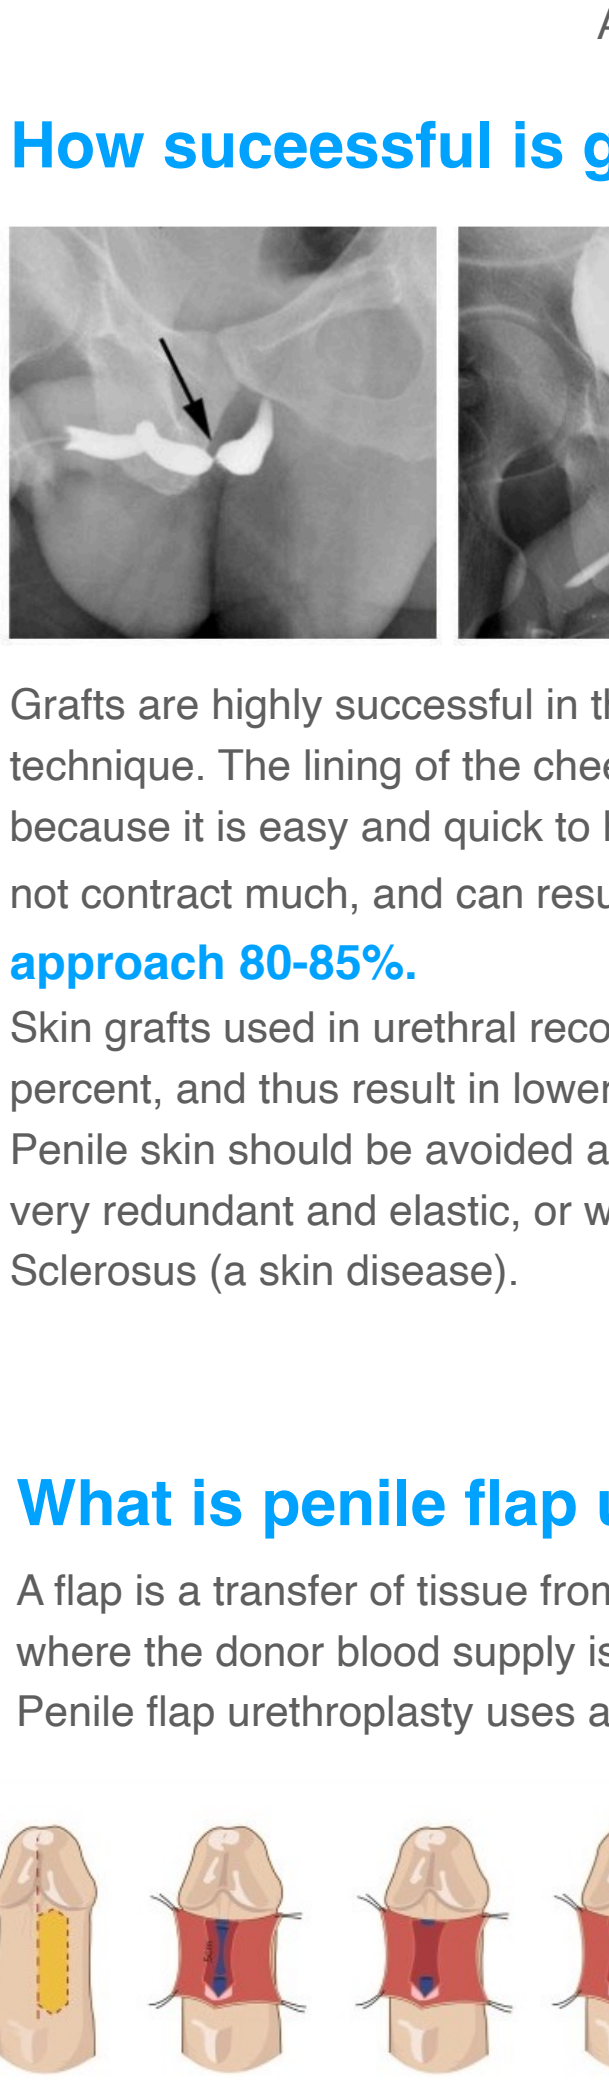 A
How suceessful is g
Grafts are highly successful in th
technique. The lining of the chee
because it is easy and quick to
not contract much, and can resu
approach 80-85%.
Skin grafts used in urethral reco
percent, and thus result in lower
Penile skin should be avoided a
very redundant and elastic, or w
Sclerosus (a skin disease).
What is penile flap u
A flap is a transfer of tissue from
where the donor blood supply is
Penile flap urethroplasty uses a
5cm